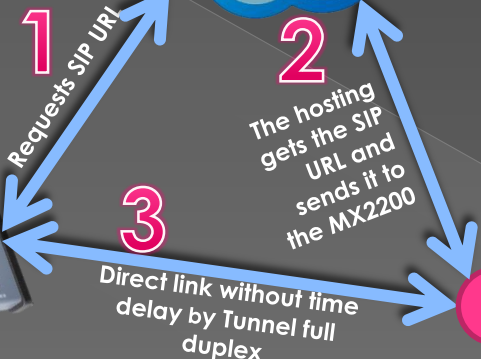 1
Requests SIP URL
2
The hosting
gets the SIP
URL and
sends it to
the MX2200
3
Direct link without time
delay by Tunnel full
duplex